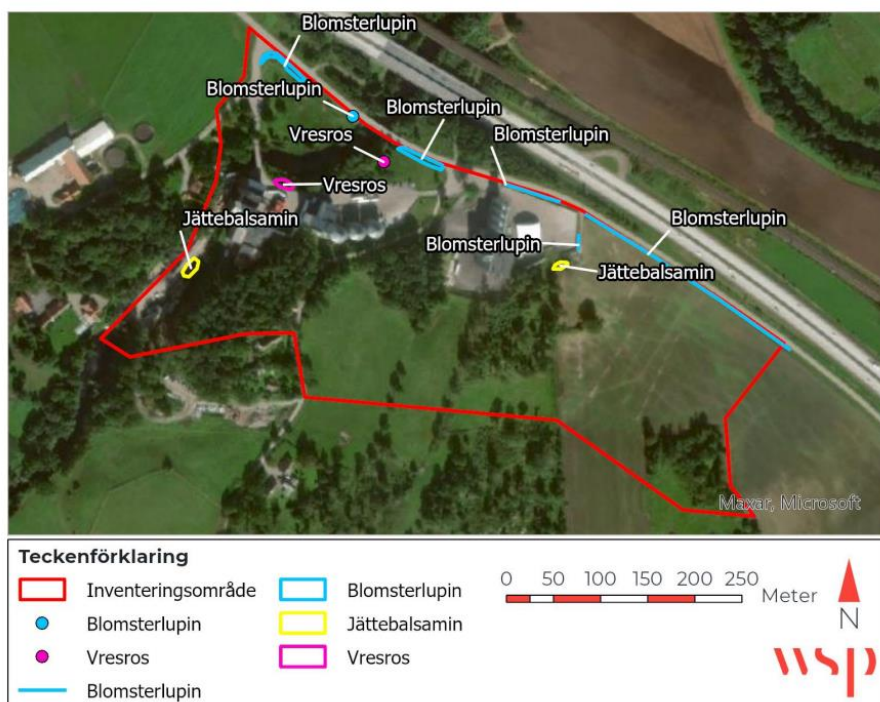 Blomsterlupin
Blomsterlupin
Blomsterlupin
Vresros
Blomsterlupin
Vresros
Jättebalsamin
Blomsterlupin
Blomsterlupin
Jättebalsamin
Maxar, Microsoft
Teckenförklaring
Inventeringsområde
Blomsterlupin
Vresros
Blomsterlupin
Blomsterlupin
Jättebalsamin
Vresros
0 50 100 150 200 250
Meter
N
wsp